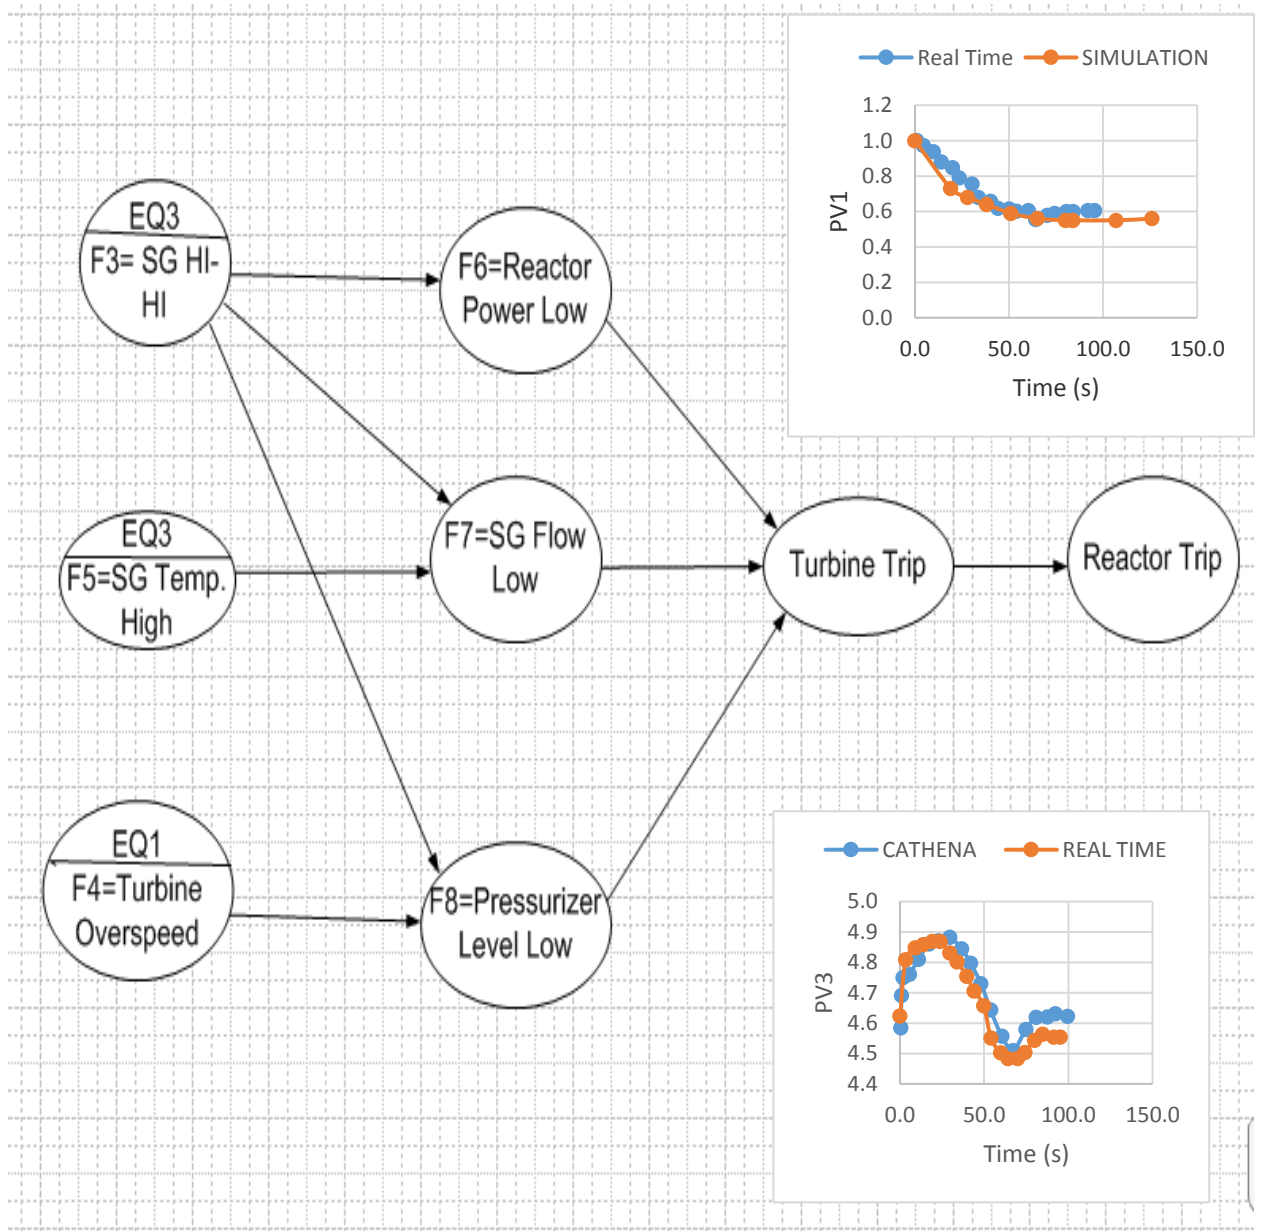 EQ3
F3= SG HI-
HI
F6=Reactor
Power Low
EQ3
F5=SG Temp.
High
F7=SG Flow
Low
Turbine Trip
Reactor Trip
EQ1
F4=Turbine
Overspeed
F8=Pressurizer
Level Low
Real Time SIMULATION
PV1
1.2
1.0
0.8
0.6
0.4
0.2
0.0
0.0 50.0 100.0 150.0
Time (s)
CATHENA REAL TIME
PV3
5.0
4.9
4.8
4.7
4.6
4.5
4.4
0.0 50.0 100.0 150.0
Time (s)